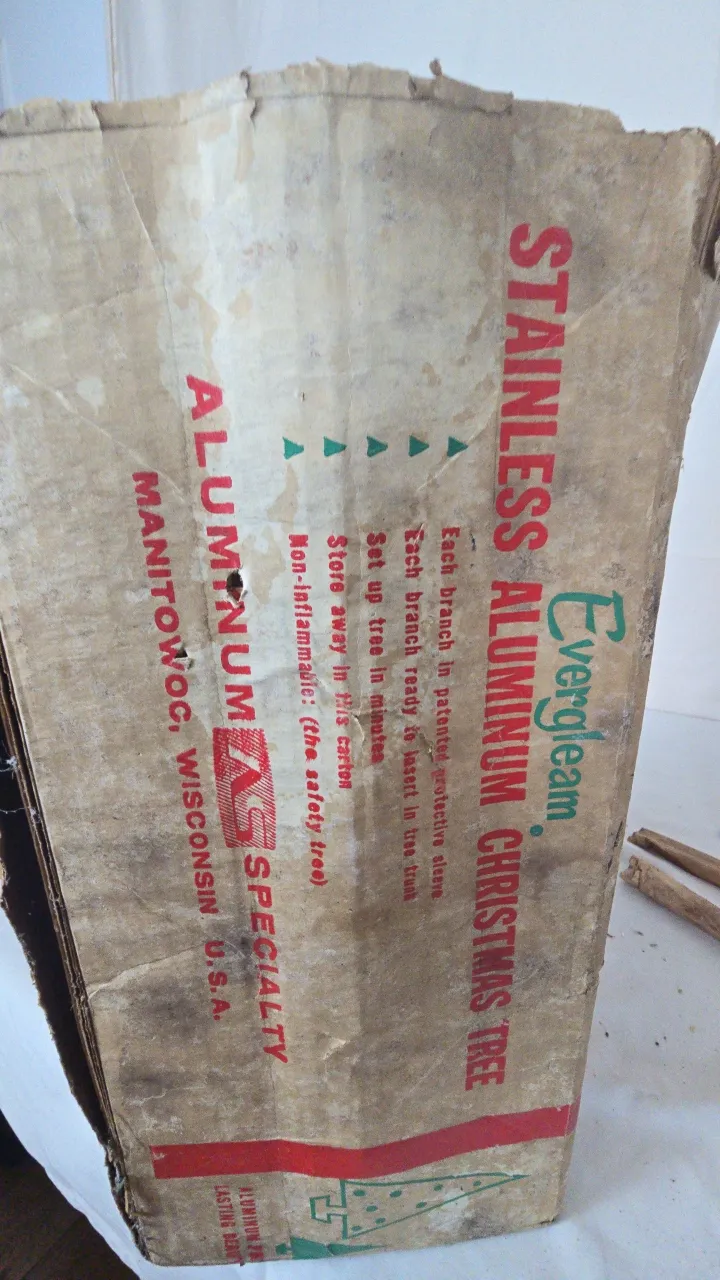 Evergleam®
STAINLESS ALUMINUM CHRISTMAS TREE
Each branch in patented protective sleeve
Each branch ready to insert in tree trunk
Set up tree in minutes
Store away in this carton
Non-inflammable: (the safety tree)
ALUMINUM AS SPECIALTY
MANITOWOC, WISCONSIN U.S.A.
ALUMINUM
LASTING